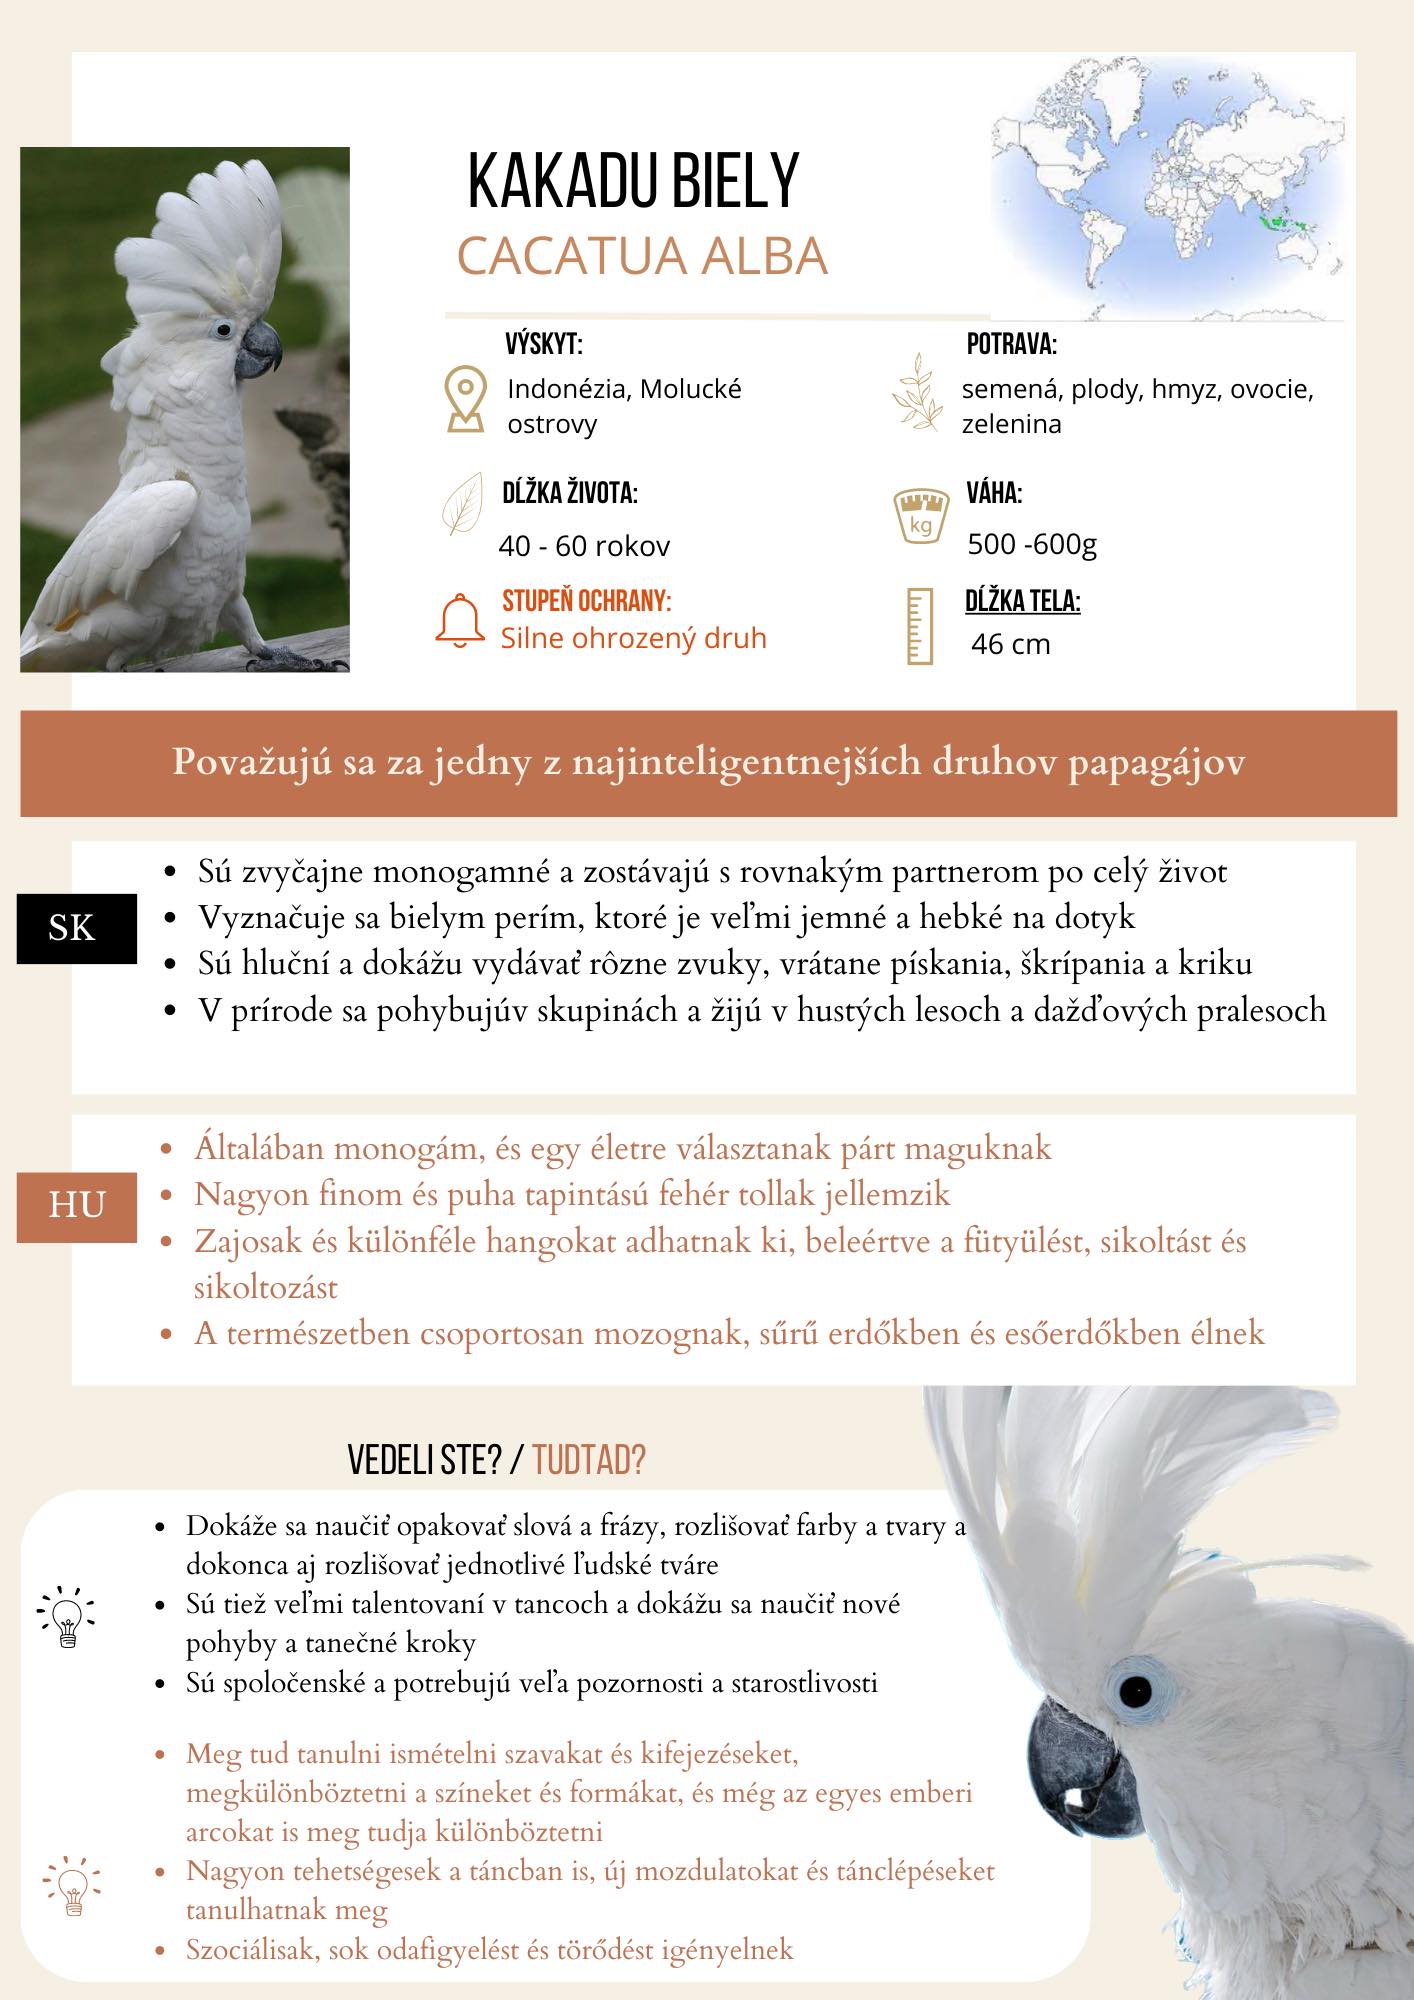 KAKADU BIELY
CACATUA ALBA
VÝSKYT:
Indonézia, Molucké
ostrovy
POTRAVA:
semená, plody, hmyz, ovocie,
zelenina
DĹŽKA ŽIVOTA:
40 - 60 rokov
kg
VÁHA:
500 -600g
STUPEŇ OCHRANY:
Silne ohrozený druh
DĹŽKA TELA:
46 cm
Považujú sa za jedny z najinteligentnejších druhov papagájov
SK
• Sú zvyčajne monogamné a zostávajú s rovnakým partnerom po celý život
• Vyznačuje sa bielym perím, ktoré je veľmi jemné a hebké na dotyk
• Sú hluční a dokážu vydávať rôzne zvuky, vrátane pískania, škrípania a kriku
• V prírode sa pohybujúv skupinách a žijú v hustých lesoch a dažďových pralesoch
HU
• Általában monogám, és egy életre választanak párt maguknak
• Nagyon finom és puha tapintású fehér tollak jellemzik
• Zajosak és különféle hangokat adhatnak ki, beleértve a fütyülést, sikoltást és
sikoltozást
• A természetben csoportosan mozognak, sűrű erdőkben és esőerdőkben élnek
VEDELI STE? / TUDTAD?
• Dokáže sa naučiť opakovať slová a frázy, rozlišovať farby a tvary a
dokonca aj rozlišovať jednotlivé ľudské tváre
• Sú tiež veľmi talentovaní v tancoch a dokážu sa naučiť nové
pohyby a tanečné kroky
• Sú spoločenské a potrebujú veľa pozornosti a starostlivosti
• Meg tud tanulni ismételni szavakat és kifejezéseket,
megkülönböztetni a színeket és formákat, és még az egyes emberi
arcokat is meg tudja különböztetni
• Nagyon tehetségesek a táncban is, új mozdulatokat és tánclépéseket
tanulhatnak meg
• Szociálisak, sok odafigyelést és törődést igényelnek